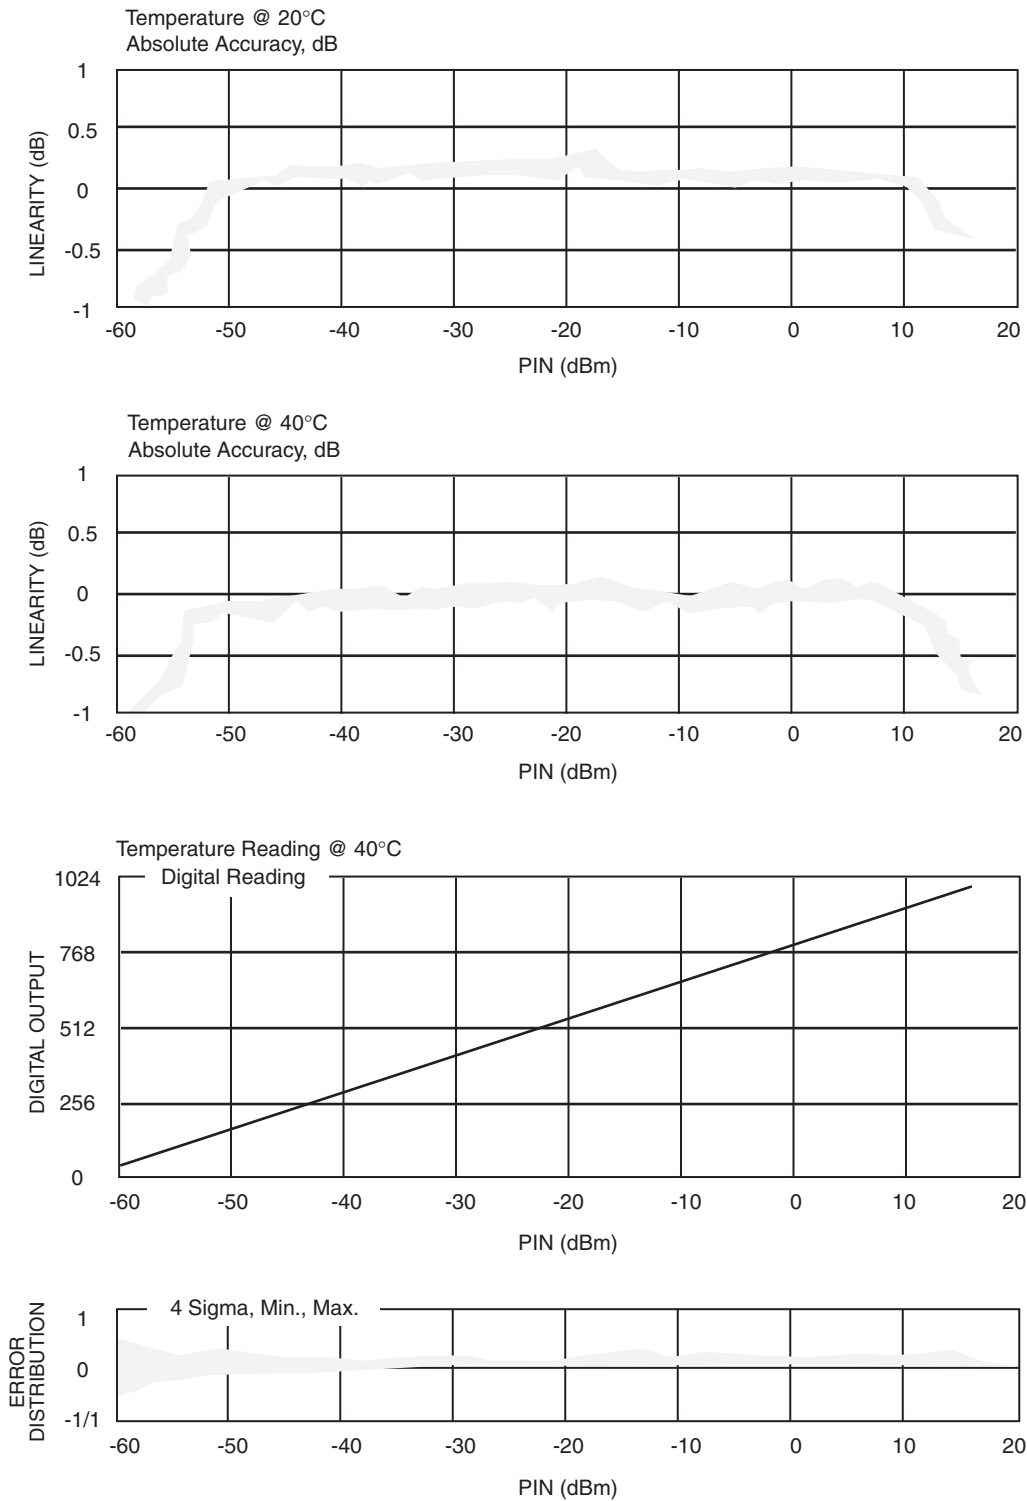 Temperature @ 20°C
Absolute Accuracy, dB
1
0.5
0
-0.5
-1
LINEARITY (dB)
-60 -50 -40 -30 -20 -10 0 10 20
PIN (dBm)
Temperature @ 40°C
Absolute Accuracy, dB
1
0.5
0
-0.5
-1
LINEARITY (dB)
-60 -50 -40 -30 -20 -10 0 10 20
PIN (dBm)
Temperature Reading @ 40°C
Digital Reading
1024
768
512
256
0
DIGITAL OUTPUT
-60 -50 -40 -30 -20 -10 0 10 20
PIN (dBm)
4 Sigma, Min., Max.
1
0
-1/1
ERROR
DISTRIBUTION
-60 -50 -40 -30 -20 -10 0 10 20
PIN (dBm)